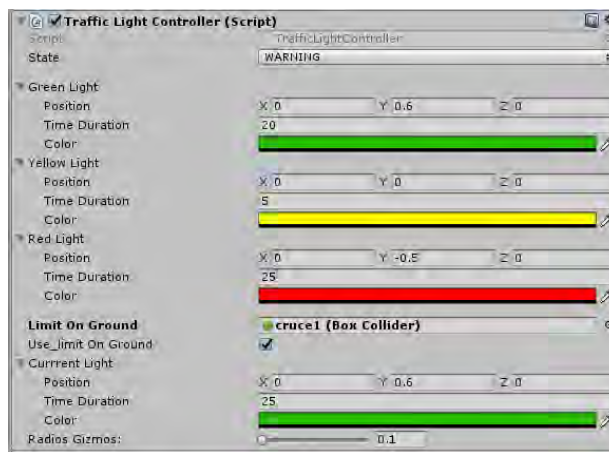 Traffic Light Controller (Script)
Script TrafficLightController
State WARNING
Green Light
Position X 0 Y 0.6 Z 0
Time Duration 20
Color
Yellow Light
Position X 0 Y 0 Z 0
Time Duration 5
Color
Red Light
Position X 0 Y -0.5 Z 0
Time Duration 25
Color
Limit On Ground cruce1 (Box Collider)
Use_limit On Ground
Currrent Light
Position X 0 Y 0.6 Z 0
Time Duration 25
Color
Radios Gizmos: 0.1